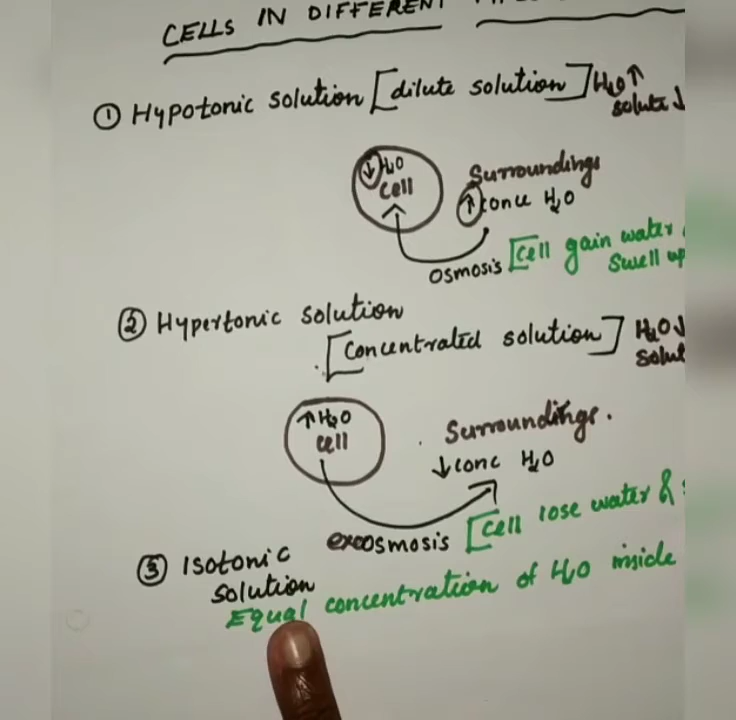 CELLS IN DIFFERENT
① Hypotonic solution [dilute solution] H₂O↑
solute ↓
↓ H₂O
cell
Surroundings
↑ conc H₂O
osmosis [cell gain water
swell up
② Hypertonic solution
[concentrated solution] H₂O↓
solut
↑ H₂O
cell
Surroundings.
↓ conc H₂O
exosmosis [cell lose water &
③ Isotonic
solution
Equal concentration of H₂O inside